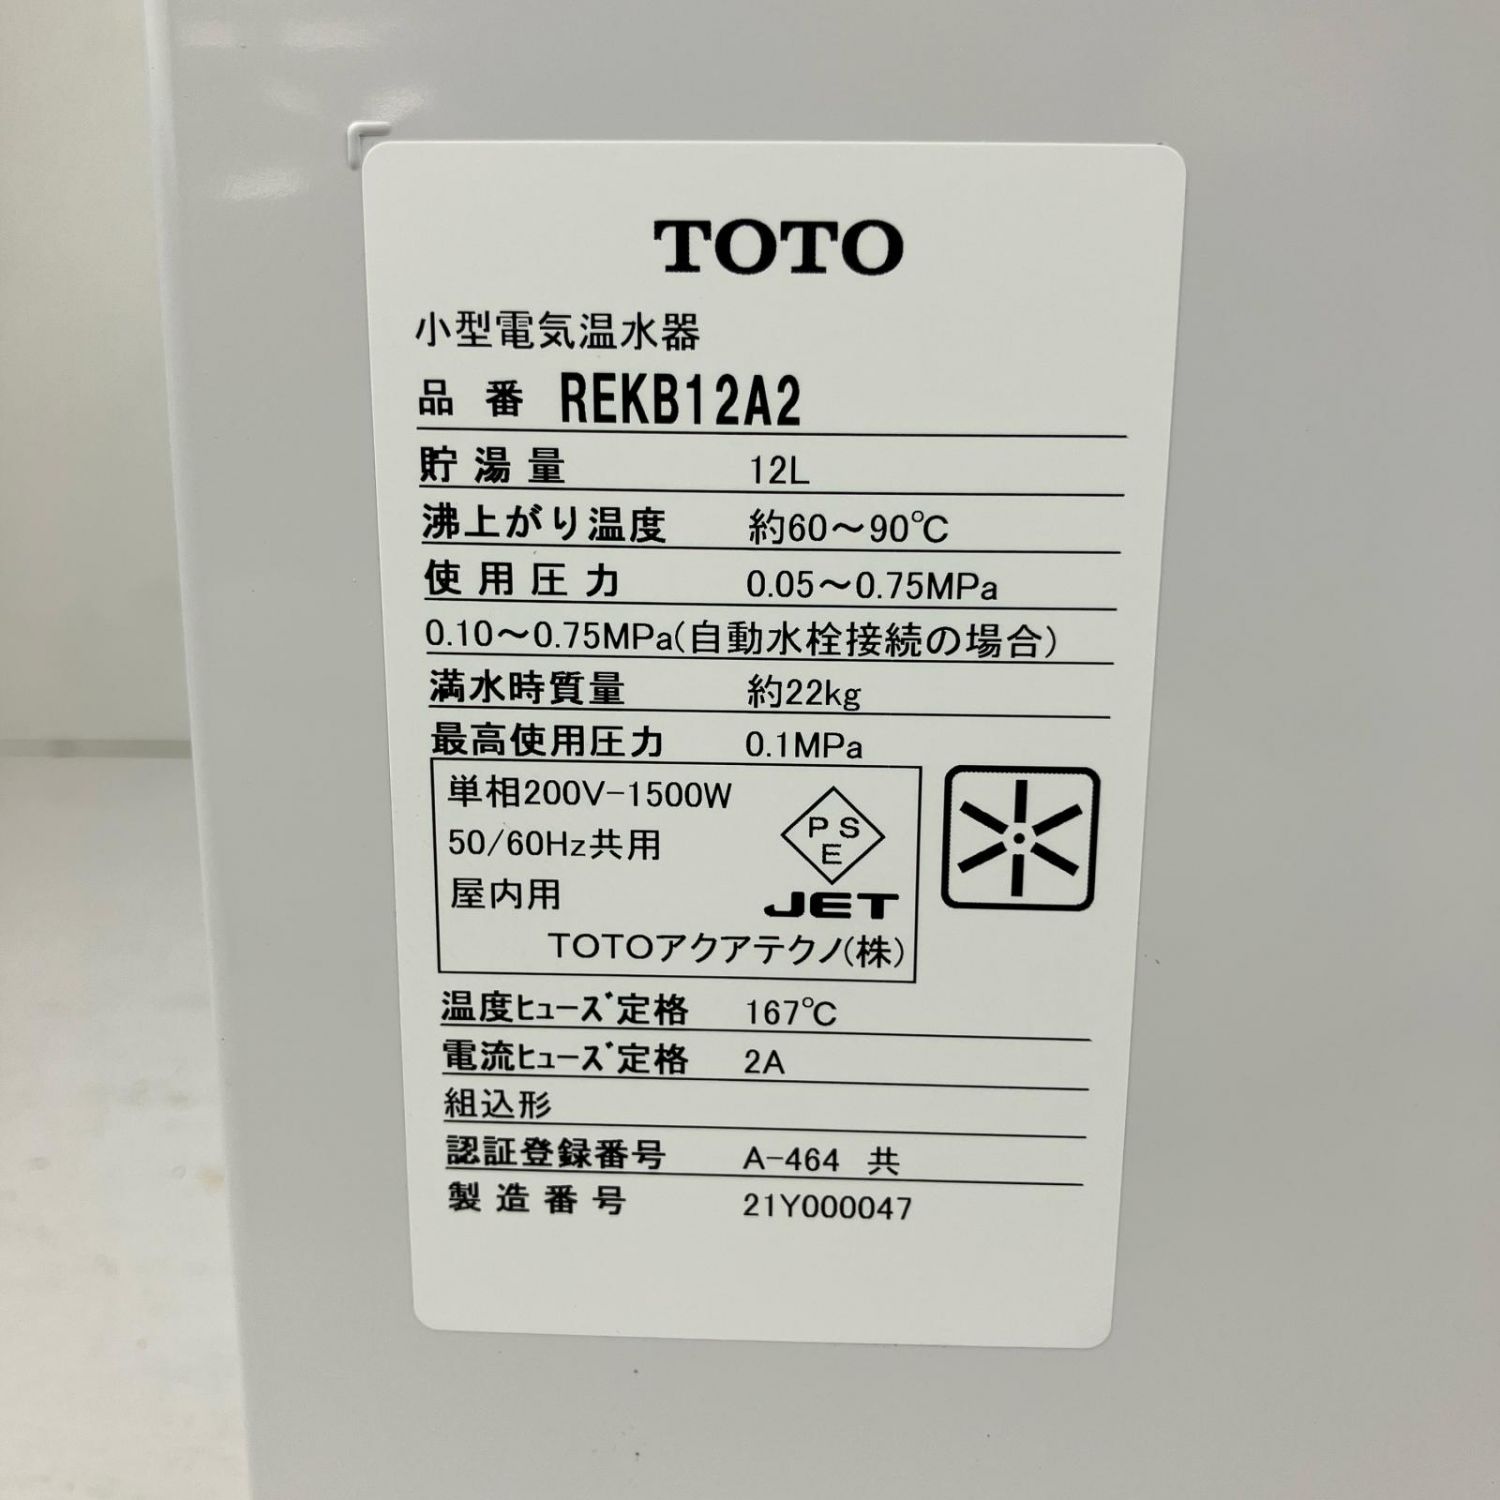 TOTO
小型電気温水器
品番 REKB12A2
貯湯量 12L
沸上がり温度 約60～90℃
使用圧力 0.05～0.75MPa
0.10～0.75MPa(自動水栓接続の場合)
満水時質量 約22kg
最高使用圧力 0.1MPa
単相200V-1500W
50/60Hz共用
屋内用
PS
E
JET
TOTOアクアテクノ(株)
温度ﾋｭｰｽﾞ定格 167℃
電流ﾋｭｰｽﾞ定格 2A
組込形
認証登録番号 A-464 共
製造番号 21Y000047